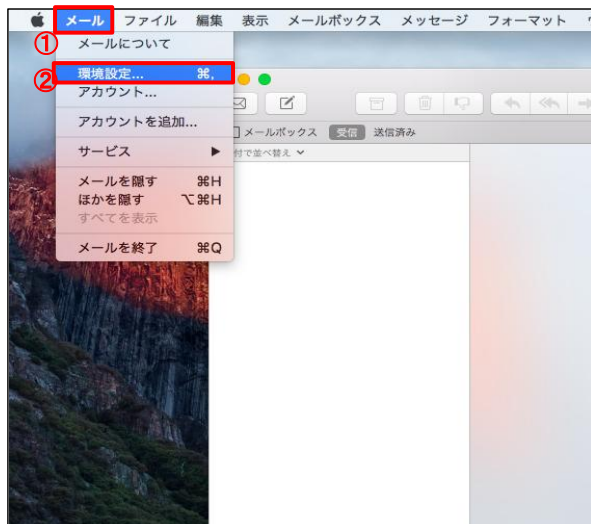 メール ファイル 編集 表示 メールボックス メッセージ フォーマット
① メールについて
② 環境設定... ⌘,
アカウント...
アカウントを追加...
サービス ▶
メールを隠す ⌘H
ほかを隠す ⌥⌘H
すべてを表示
メールを終了 ⌘Q
メールボックス 受信 送信済み
付で並べ替え